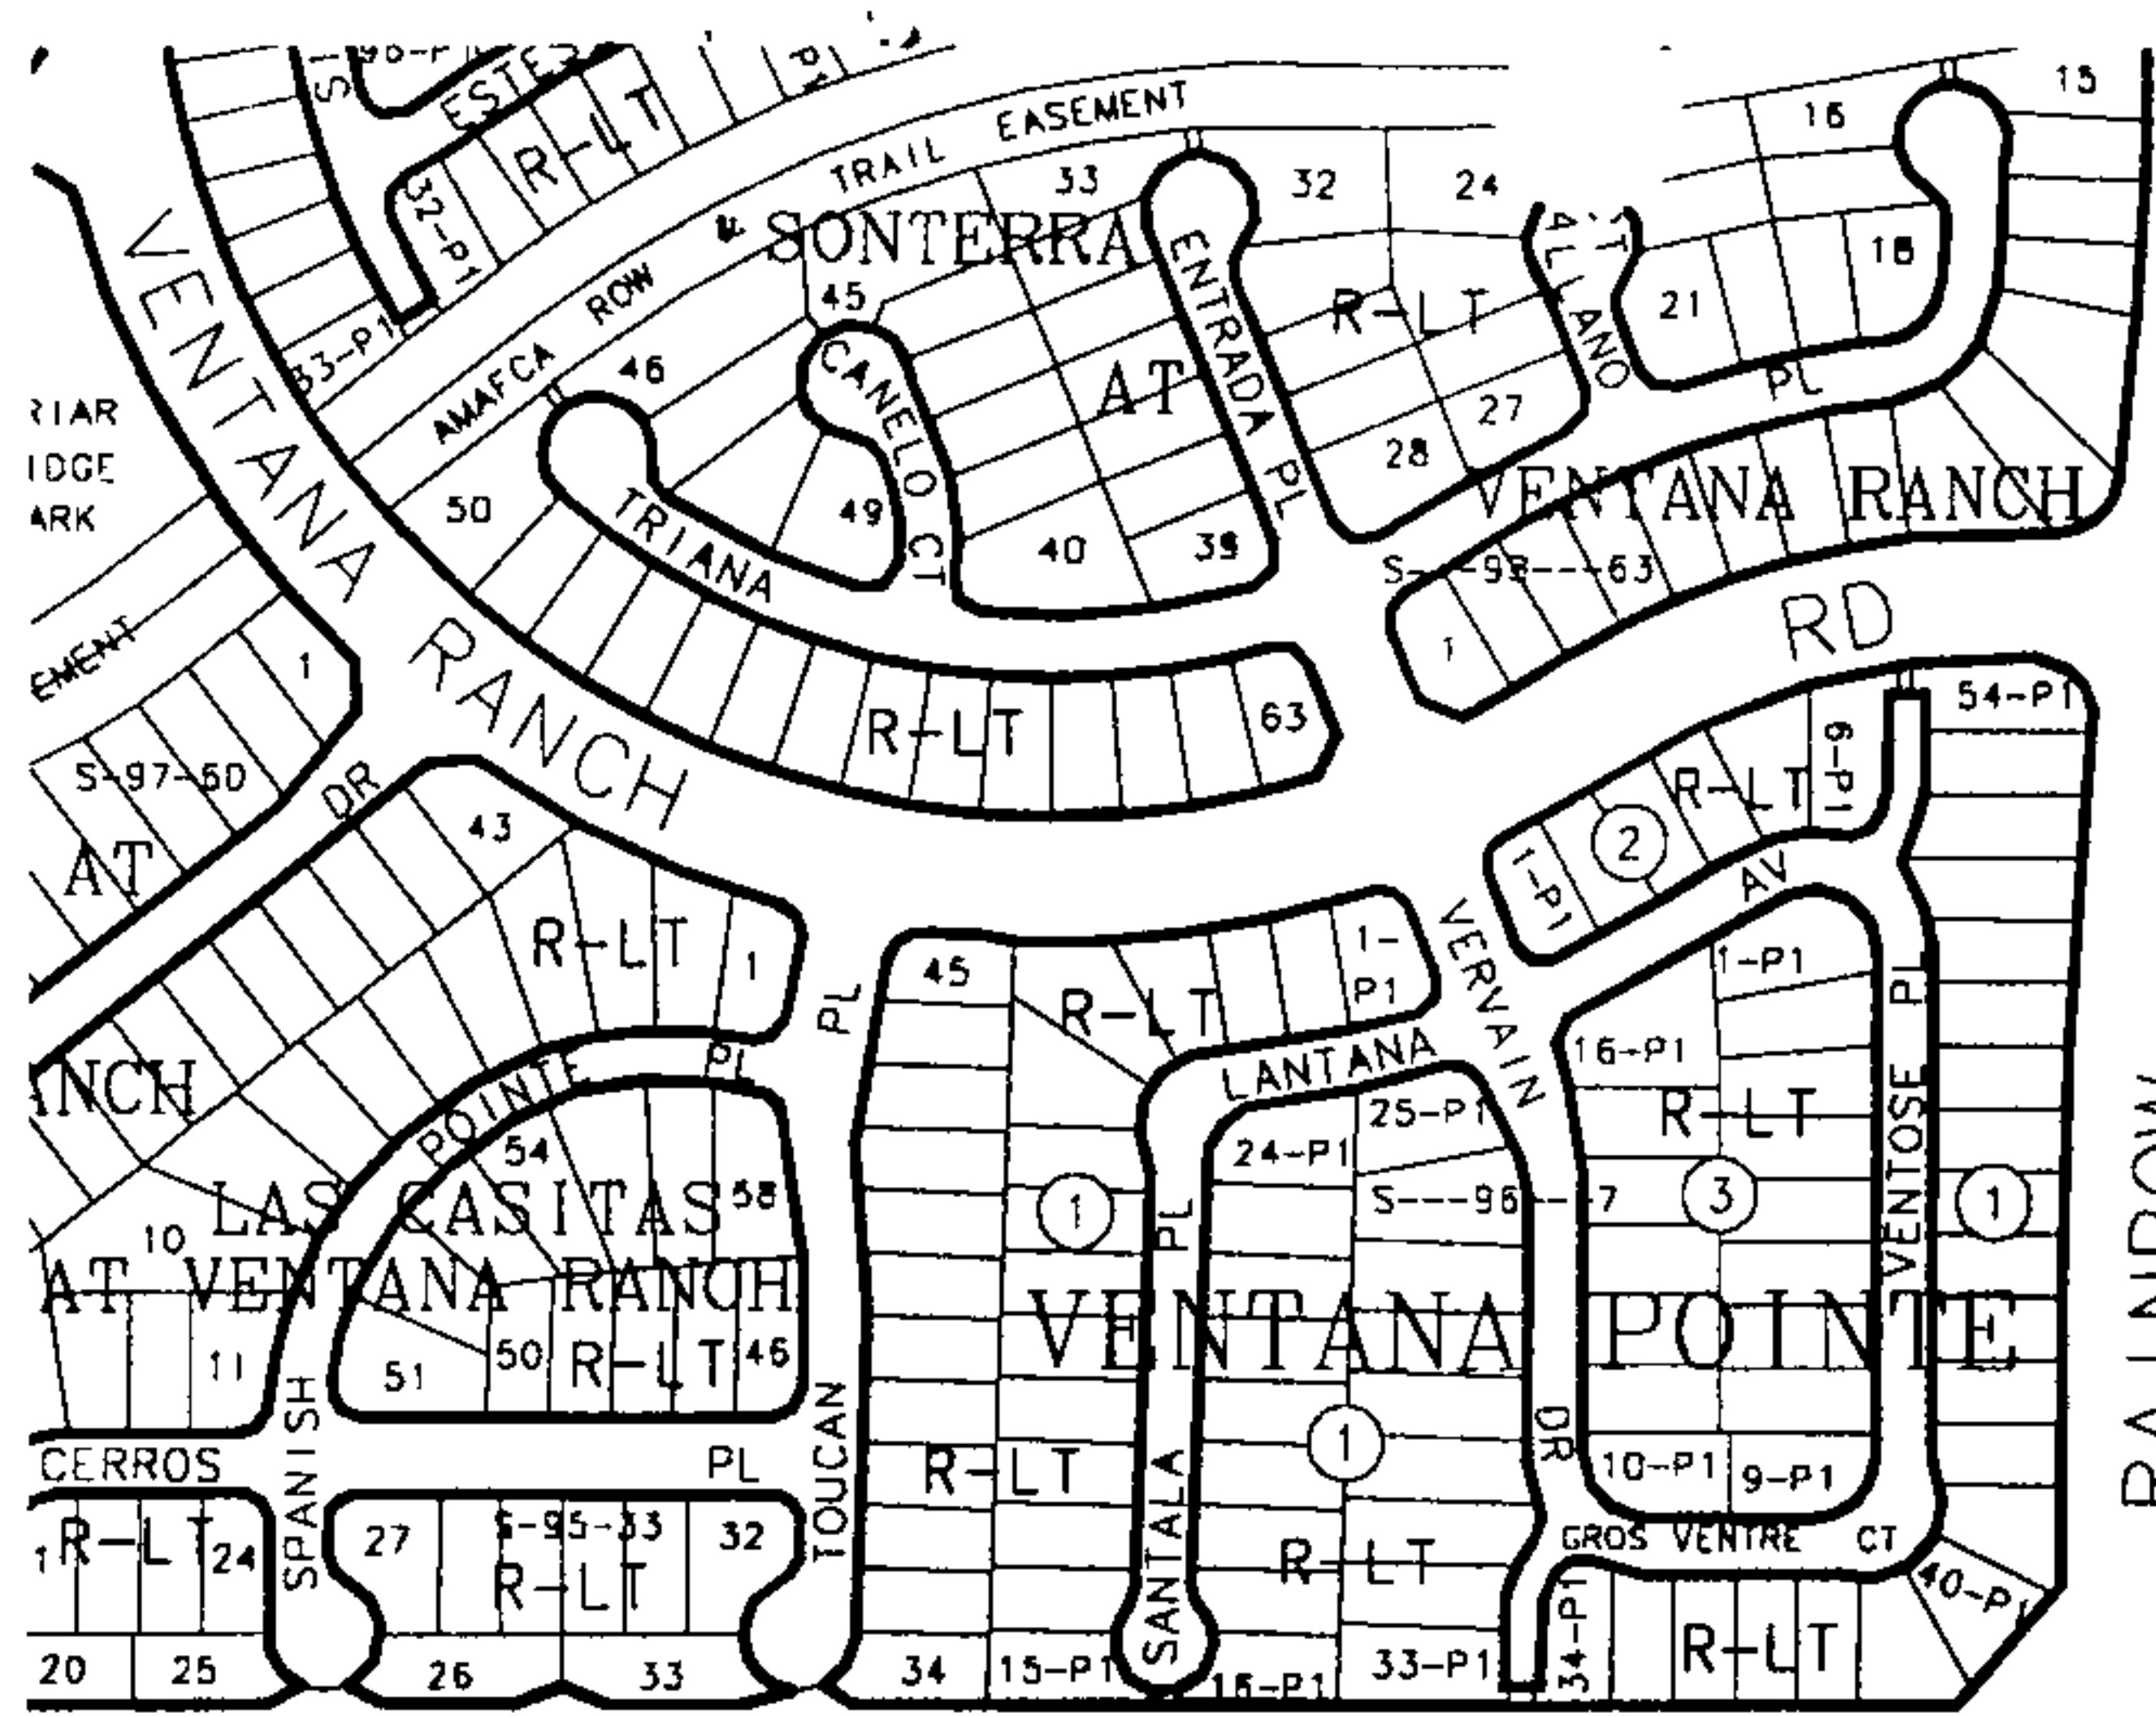 ESTES
R-LT
32-P1
33-P1
TRAIL EASEMENT
AMAFCA ROW &
SONTERRA
AT
VENTANA RANCH
33
32
24
16
15
18
21
45
46
R-LT
CANELO CT
ENTRADA PL
PL
27
28
50
49
40
39
TRIANA
S---98---63
1
VENTANA RANCH
RD
R-LT
63
1
S-97-60
AT
DR
43
R-LT
1
54-P1
6-P1
R-LT
2
1-P1
AV
VERVAIN
DR
45
R-LT
1-
P1
LANTANA
PL
POINTE PL
54
58
LAS CASITAS
AT VENTANA RANCH
10
11
51
50
R-LT
46
1-P1
16-P1
R-LT
VENTOSE PL
25-P1
24-P1
S---96---7
1
3
1
VENTANA POINTE
SPANISH
TOUCAN
CERROS PL
R-LT
1
SANTALA PL
10-P1
9-P1
R-LT
24
27
S-95-33
R-LT
32
R-LT
GROS VENTRE CT
34-P1
40-P1
R-LT
20
25
26
33
34
15-P1
16-P1
33-P1